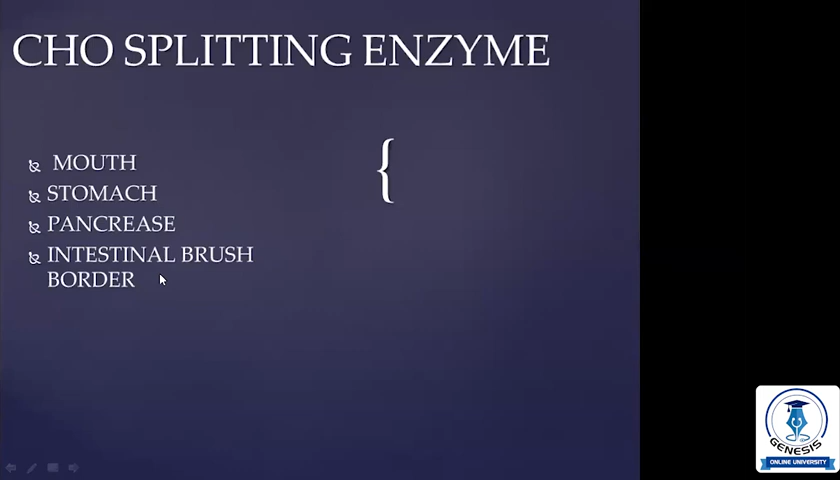 CHO SPLITTING ENZYME
MOUTH
{
STOMACH
PANCREASE
INTESTINAL BRUSH
BORDER
GENESIS
ONLINE UNIVERSITY